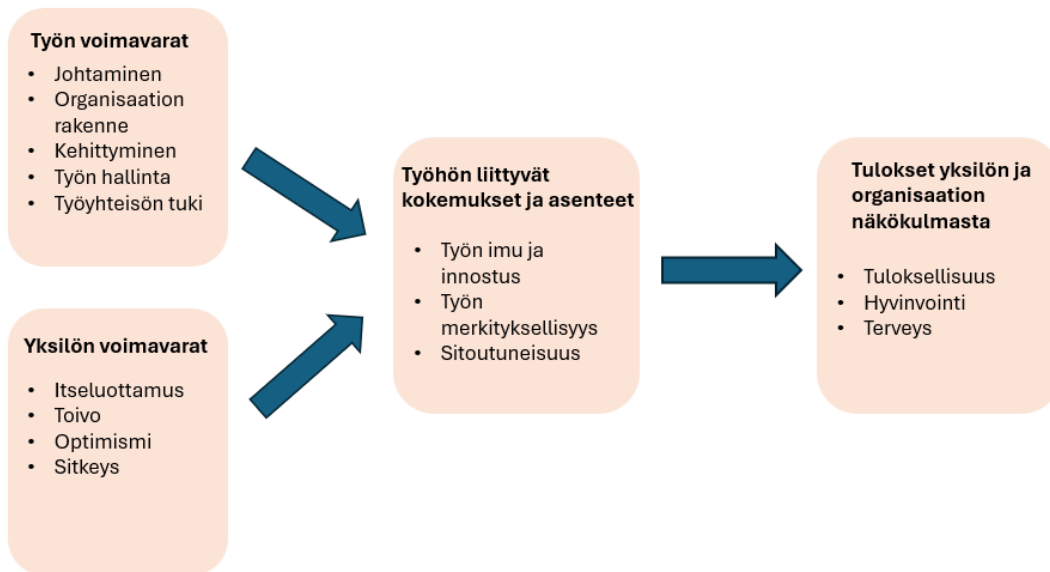 Työn voimavarat
• Johtaminen
• Organisaation
rakenne
• Kehittyminen
• Työn hallinta
• Työyhteisön tuki
Yksilön voimavarat
• Itseluottamus
• Toivo
• Optimismi
• Sitkeys
Työhön liittyvät
kokemukset ja asenteet
• Työn imu ja
innostus
• Työn
merkityksellisyys
• Sitoutuneisuus
Tulokset yksilön ja
organisaation
näkökulmasta
• Tuloksellisuus
• Hyvinvointi
• Terveys